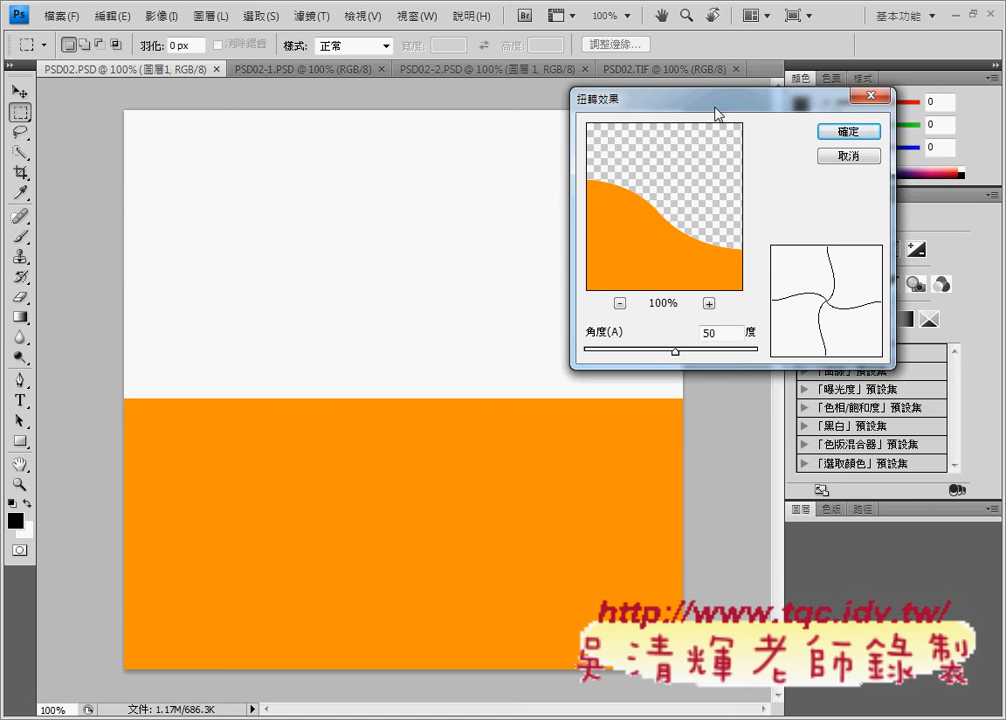 Ps 檔案(F) 編輯(E) 影像(I) 圖層(L) 選取(S) 濾鏡(T) 檢視(V) 視窗(W) 說明(H) Br 100% 基本功能
羽化: 0 px 消除鋸齒 樣式: 正常 寬度: 高度: 調整邊緣...
PSD02.PSD @ 100% (圖層 1, RGB/8) × PSD02-1.PSD @ 100% (RGB/8) × PSD02-2.PSD @ 100% (圖層 1, RGB/8) × PSD02.TIF @ 100% (RGB/8) ×
顏色 色票 樣式
扭轉效果
確定
取消
0
0
0
100%
角度(A) 50 度
「曲線」預設集
「曝光度」預設集
「色相/飽和度」預設集
「黑白」預設集
「色版混合器」預設集
「選取顏色」預設集
圖層 色版 路徑
http://www.tqc.idv.tw/
吳清輝老師錄製
100% 文件: 1.17M/686.3K